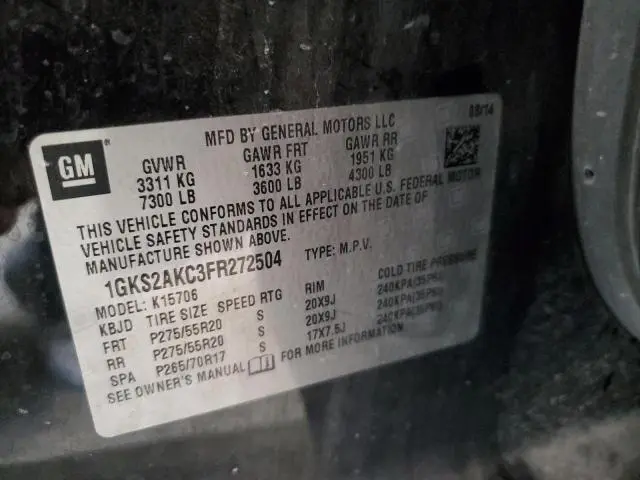 GM
MFD BY GENERAL MOTORS LLC
08/14
GVWR GAWR FRT GAWR RR
3311 KG 1633 KG 1951 KG
7300 LB 3600 LB 4300 LB
THIS VEHICLE CONFORMS TO ALL APPLICABLE U.S. FEDERAL MOTOR
VEHICLE SAFETY STANDARDS IN EFFECT ON THE DATE OF
MANUFACTURE SHOWN ABOVE.
1GKS2AKC3FR272504 TYPE: M.P.V.
MODEL: K15706
KBJD TIRE SIZE SPEED RTG RIM COLD TIRE PRESSURE
FRT P275/55R20 S 20X9J 240KPA(35PSI)
RR P275/55R20 S 20X9J 240KPA(35PSI)
SPA P265/70R17 S 17X7.5J 240KPA(35PSI)
SEE OWNER'S MANUAL FOR MORE INFORMATION